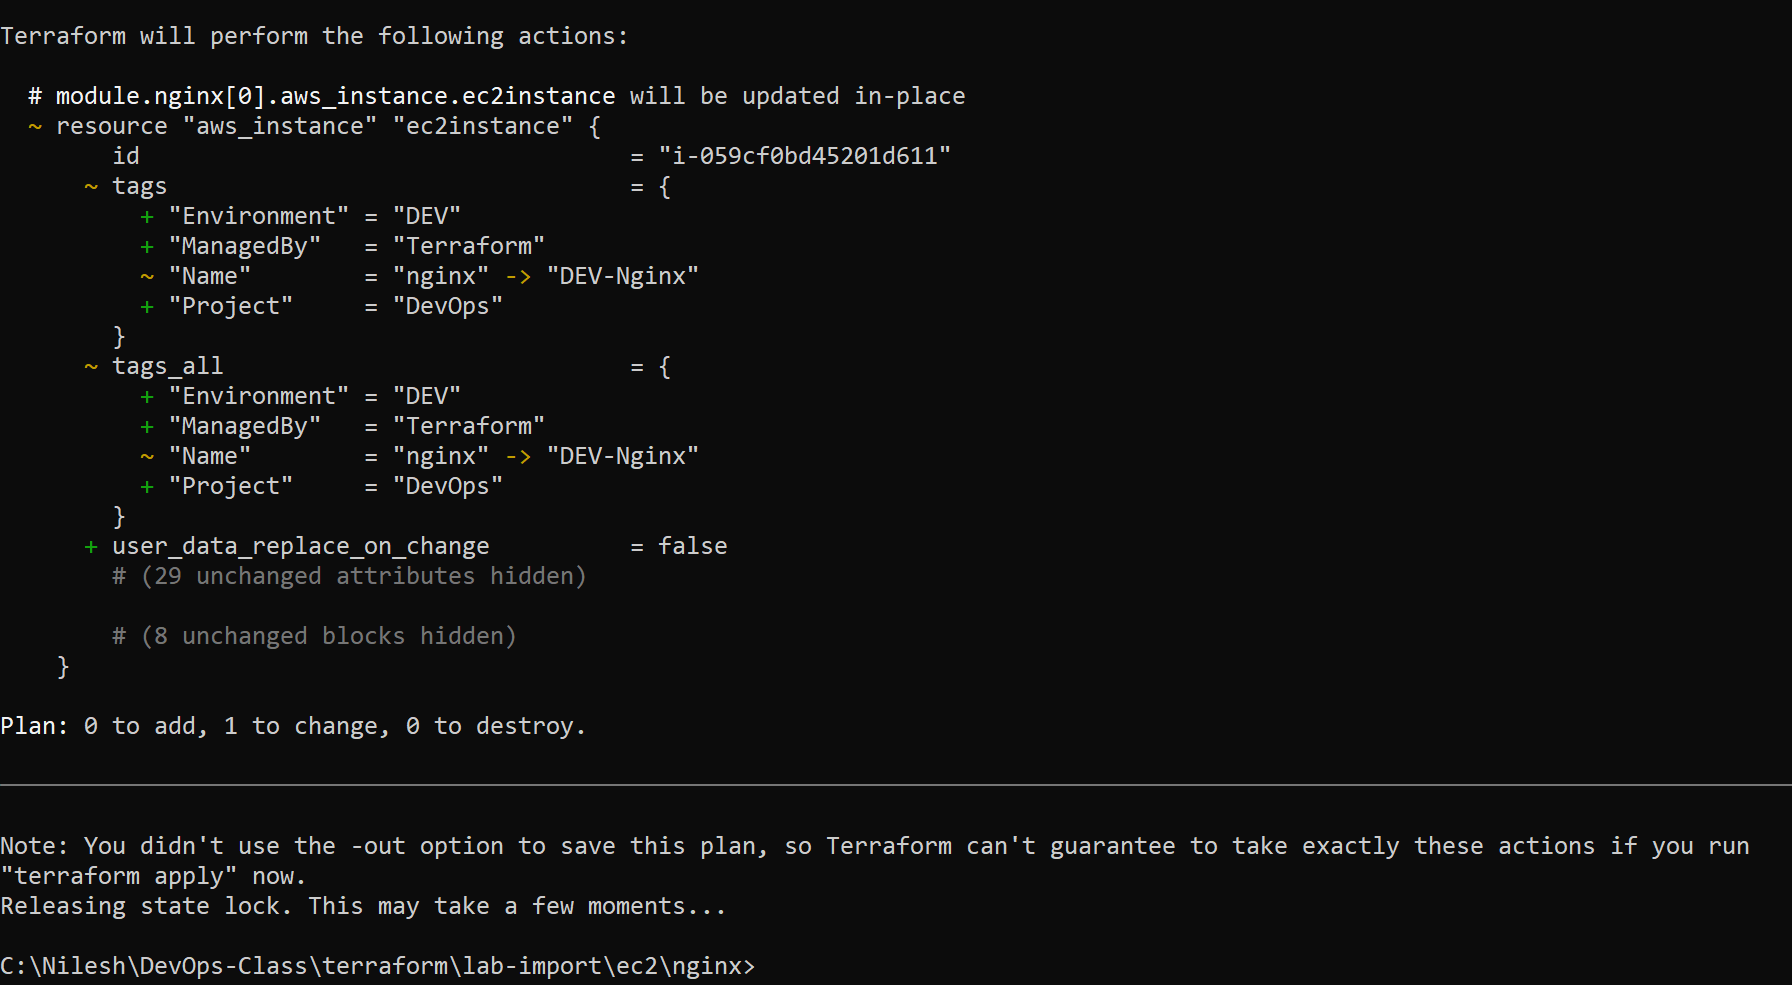 Terraform will perform the following actions:
# module.nginx[0].aws_instance.ec2instance will be updated in-place
~ resource "aws_instance" "ec2instance" {
id = "i-059cf0bd45201d611"
~ tags = {
+ "Environment" = "DEV"
+ "ManagedBy" = "Terraform"
~ "Name" = "nginx" -> "DEV-Nginx"
+ "Project" = "DevOps"
}
~ tags_all = {
+ "Environment" = "DEV"
+ "ManagedBy" = "Terraform"
~ "Name" = "nginx" -> "DEV-Nginx"
+ "Project" = "DevOps"
}
+ user_data_replace_on_change = false
# (29 unchanged attributes hidden)
# (8 unchanged blocks hidden)
}
Plan: 0 to add, 1 to change, 0 to destroy.
Note: You didn't use the -out option to save this plan, so Terraform can't guarantee to take exactly these actions if you run
"terraform apply" now.
Releasing state lock. This may take a few moments...
C:\Nilesh\DevOps-Class\terraform\lab-import\ec2\nginx>